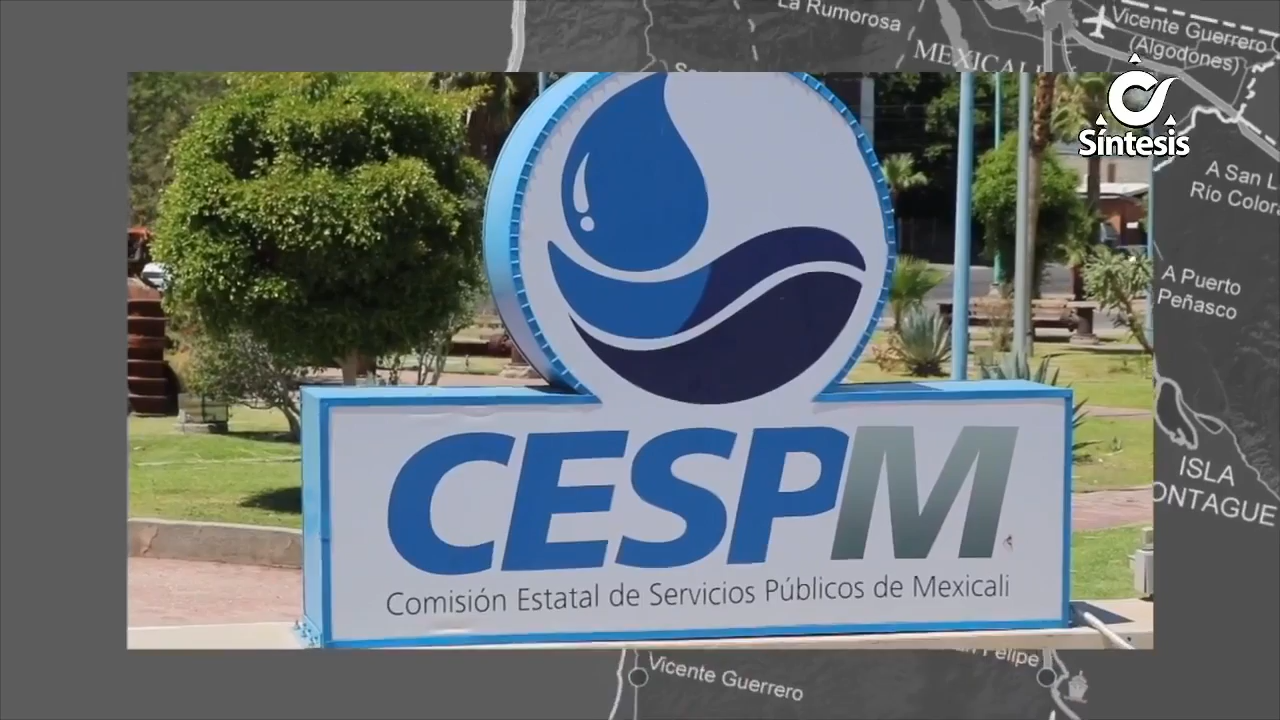 La Rumorosa
MEXICALI
Vicente Guerrero
(Algodones)
Síntesis
A San L
Río Colora
A Puerto
Peñasco
ISLA
ONTAGUE
CESPM
Comisión Estatal de Servicios Públicos de Mexicali
Vicente Guerrero
Felipe